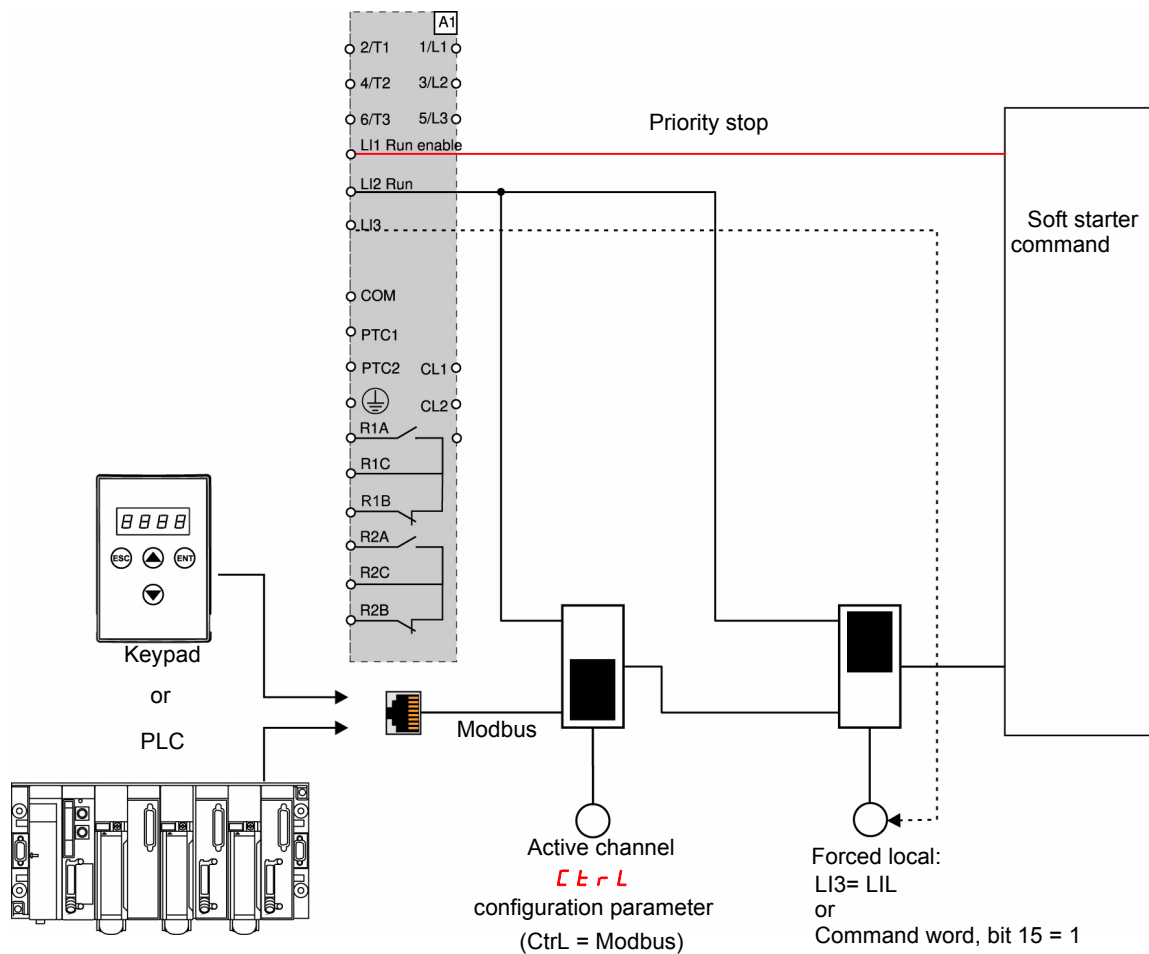 A1
2/T1 1/L1
4/T2 3/L2
6/T3 5/L3
Priority stop
LI1 Run enable
LI2 Run
LI3
Soft starter
command
COM
PTC1
PTC2 CL1
CL2
R1A
R1C
R1B
R2A
R2C
R2B
8888
ESC ENT
Keypad
or
PLC
Modbus
Active channel
CtrL
configuration parameter
(CtrL = Modbus)
Forced local:
LI3= LIL
or
Command word, bit 15 = 1